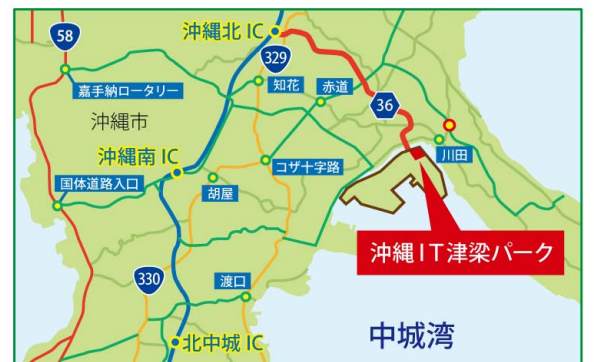 58
沖縄北 IC
329
嘉手納ロータリー
知花
赤道
36
沖縄市
沖縄南 IC
川田
国体道路入口
胡屋
コザ十字路
沖縄IT津梁パーク
330
渡口
北中城 IC
中城湾